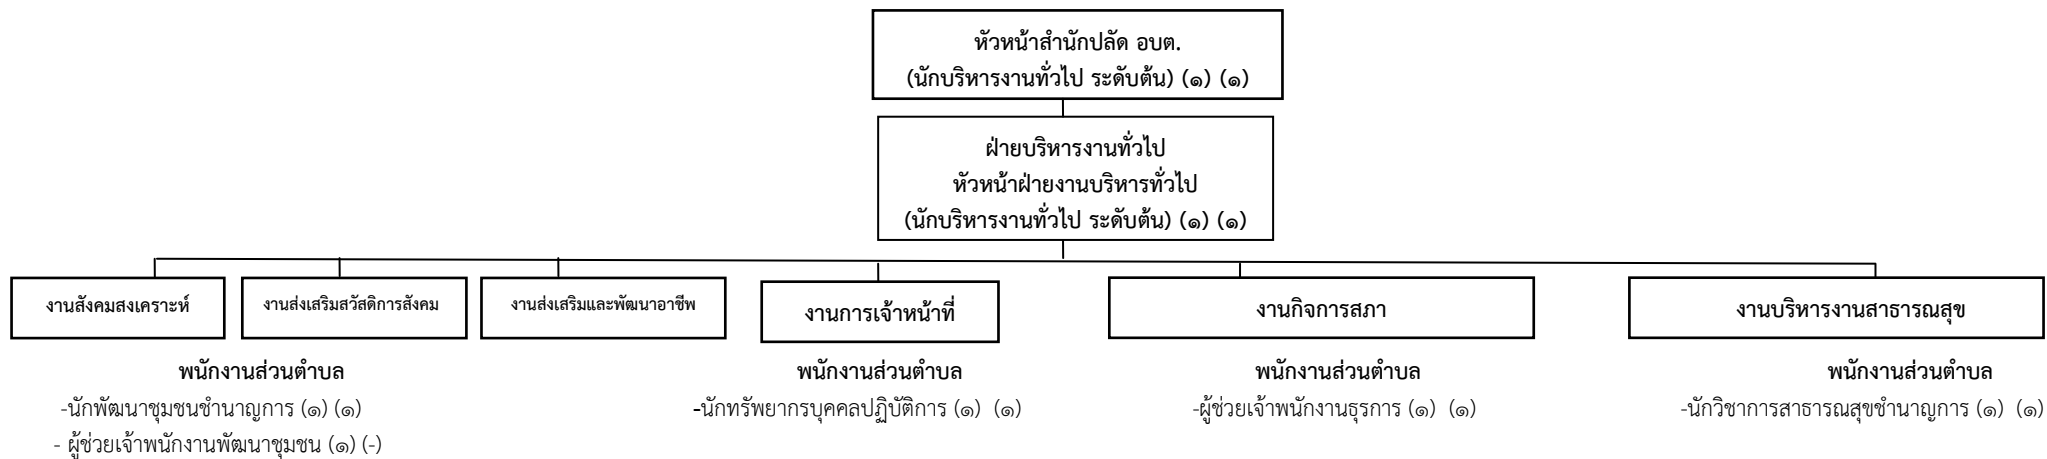 หัวหน้าสำนักปลัด อบต.
(นักบริหารงานทั่วไป ระดับต้น) (๑) (๑)
ฝ่ายบริหารงานทั่วไป
หัวหน้าฝ่ายงานบริหารทั่วไป
(นักบริหารงานทั่วไป ระดับต้น) (๑) (๑)
งานสังคมสงเคราะห์
งานส่งเสริมสวัสดิการสังคม
งานส่งเสริมและพัฒนาอาชีพ
งานการเจ้าหน้าที่
งานกิจการสภา
งานบริหารงานสาธารณสุข
พนักงานส่วนตำบล
-นักพัฒนาชุมชนชำนาญการ (๑) (๑)
- ผู้ช่วยเจ้าพนักงานพัฒนาชุมชน (๑) (-)
พนักงานส่วนตำบล
-นักทรัพยากรบุคคลปฏิบัติการ (๑) (๑)
พนักงานส่วนตำบล
-ผู้ช่วยเจ้าพนักงานธุรการ (๑) (๑)
พนักงานส่วนตำบล
-นักวิชาการสาธารณสุขชำนาญการ (๑) (๑)